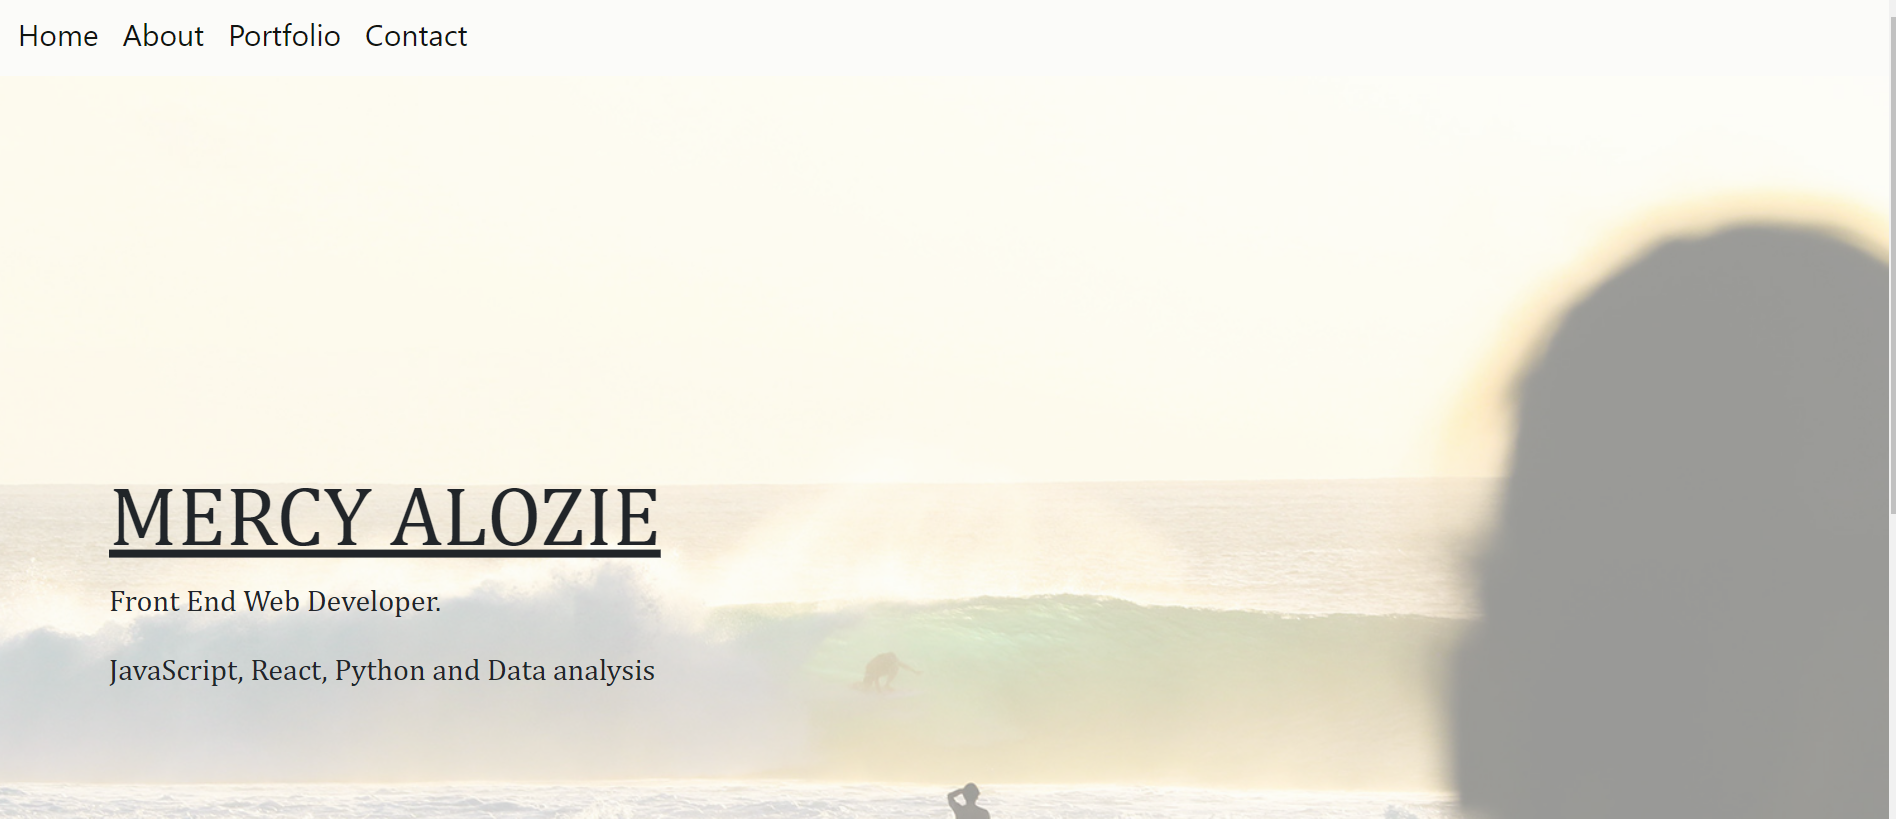 Home About Portfolio Contact
MERCY ALOZIE
Front End Web Developer.
JavaScript, React, Python and Data analysis